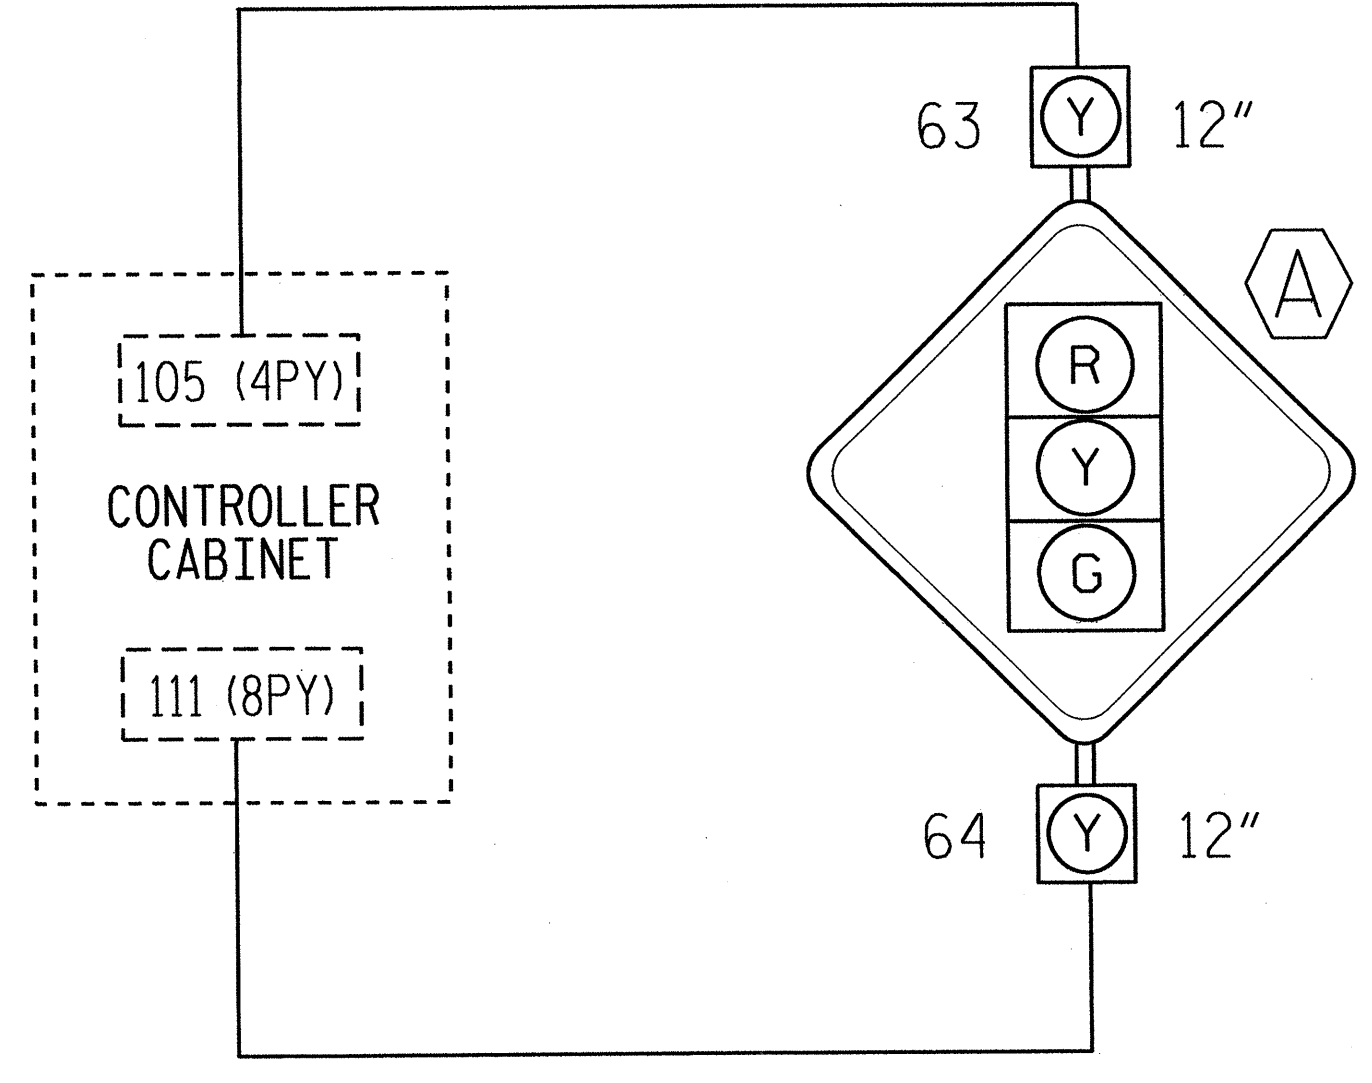 63 Y 12"
A
R
105 (4PY)
Y
CONTROLLER
CABINET
G
111 (8PY)
64 Y 12"